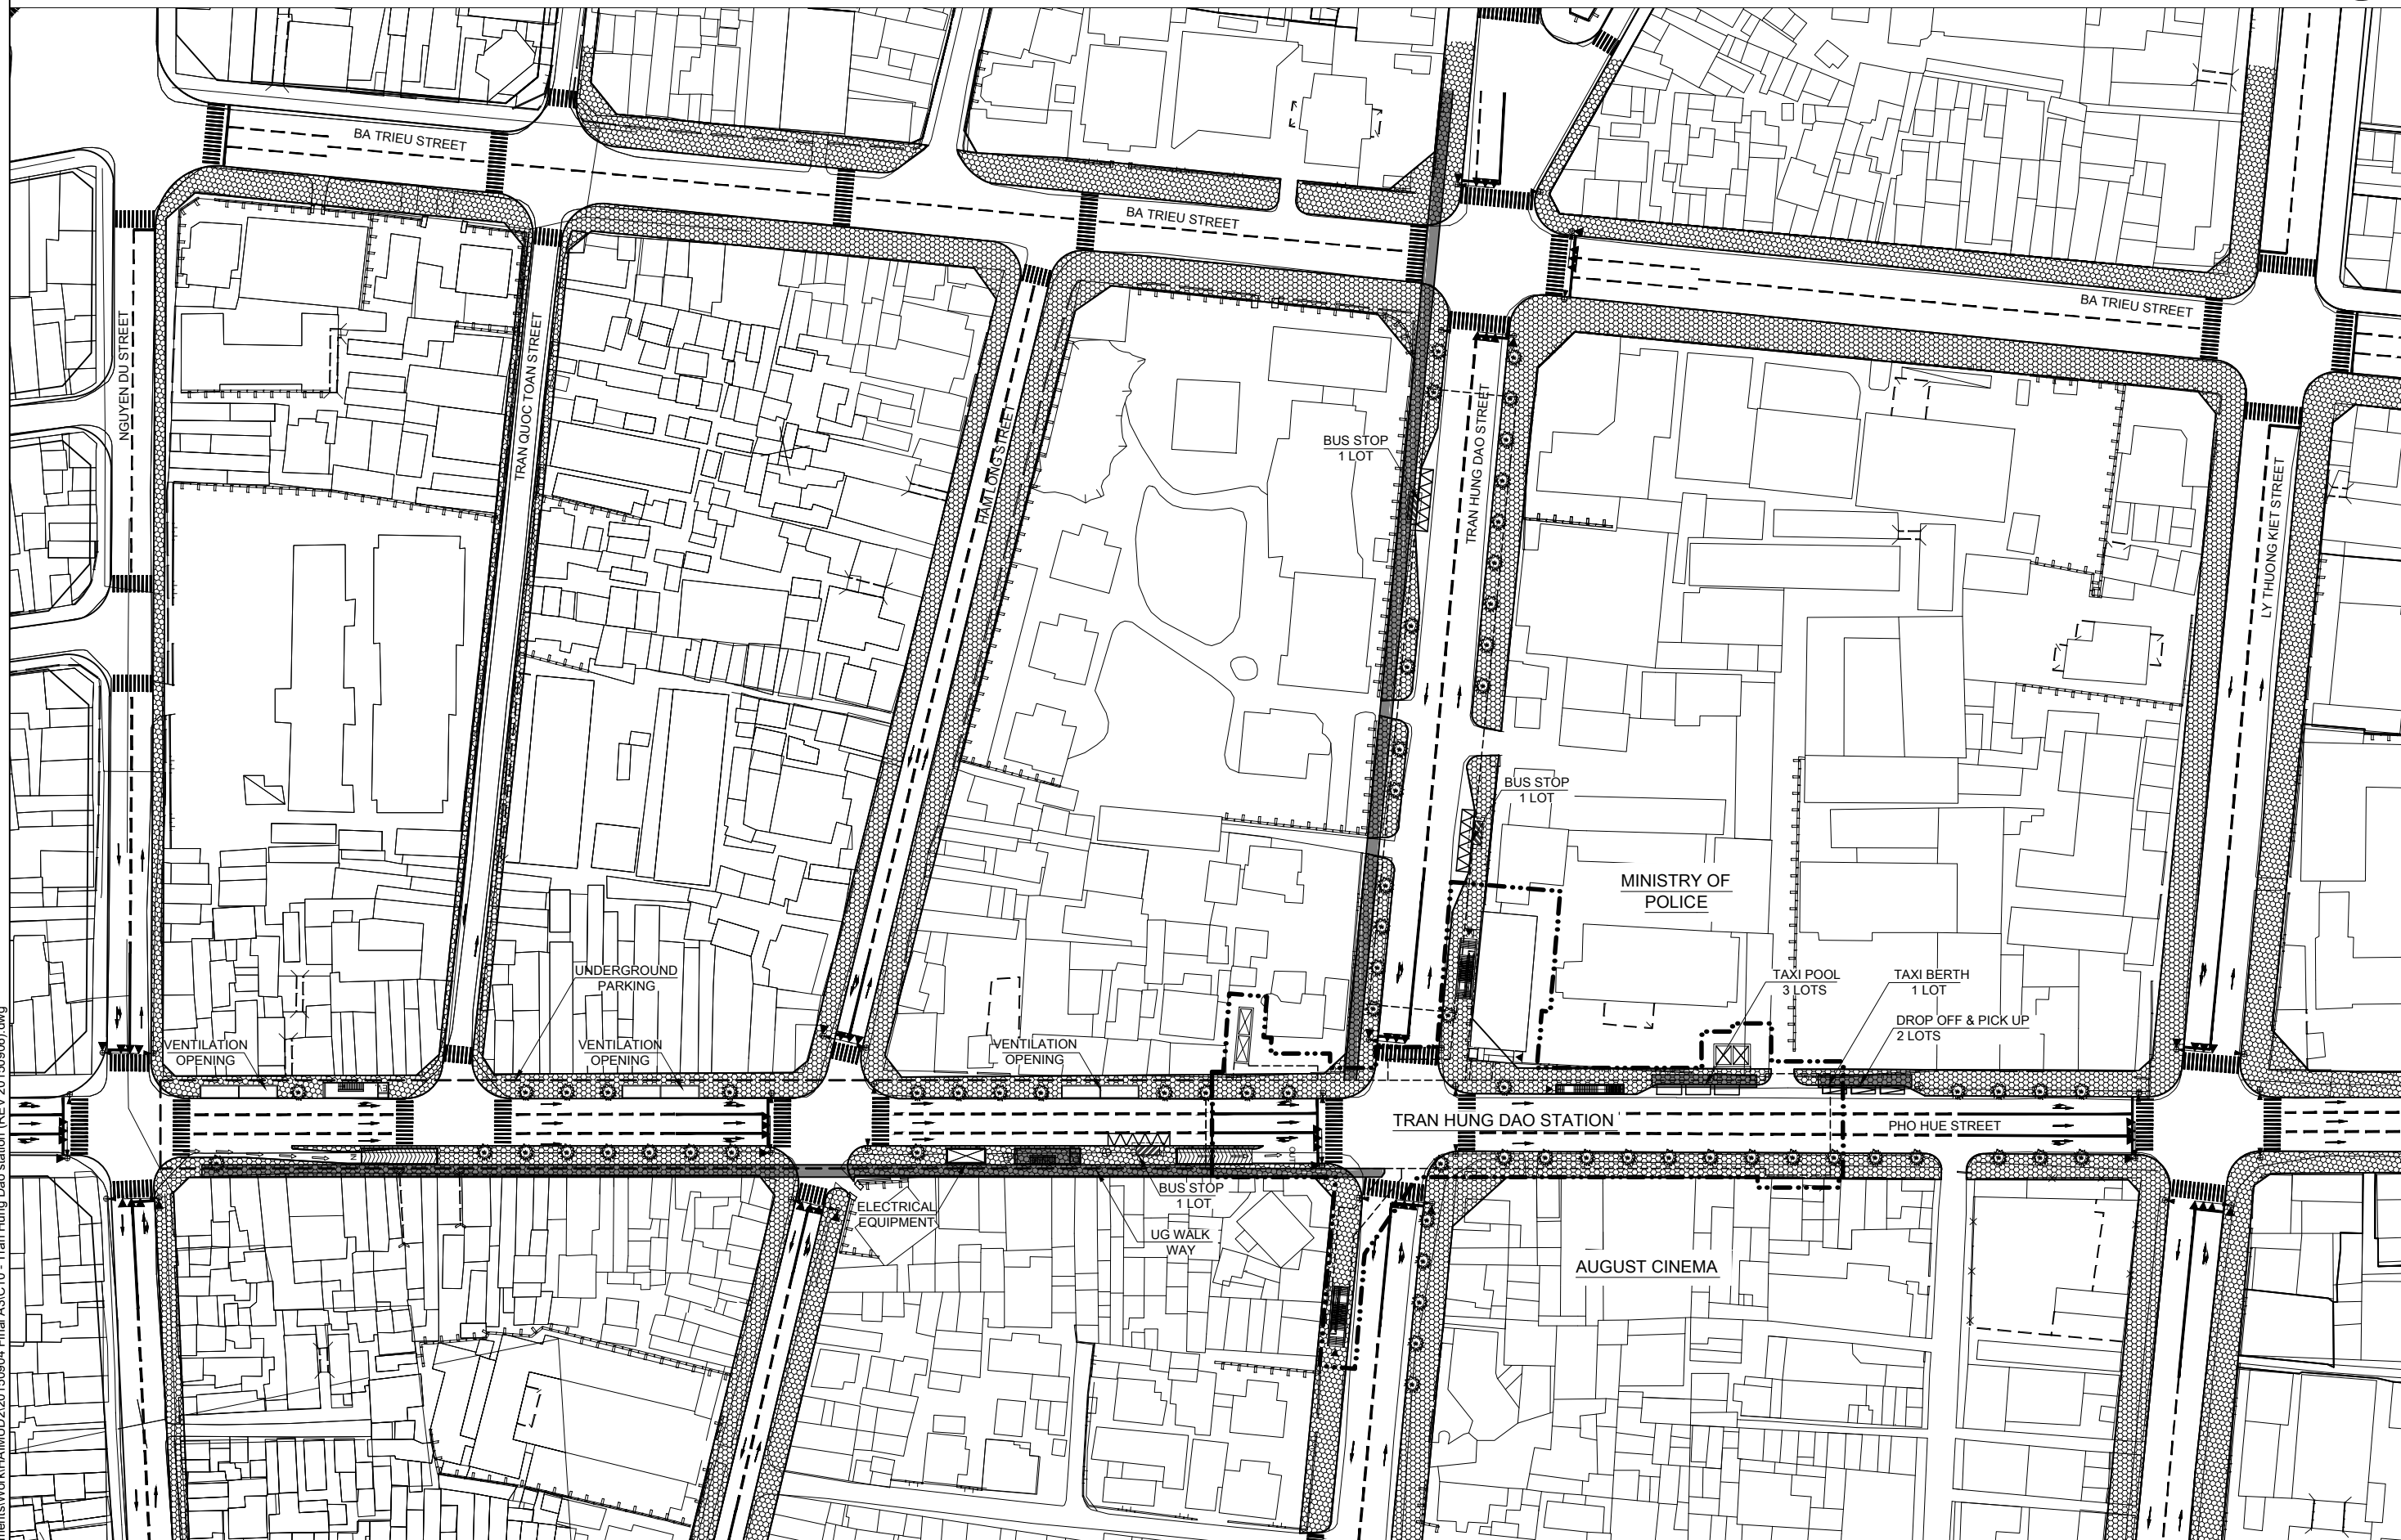 BA TRIEU STREET
BA TRIEU STREET
BA TRIEU STREET
NGUYEN DU STREET
TRAN QUOC TOAN STREET
HAM LONG STREET
TRAN HUNG DAO STREET
LY THUONG KIET STREET
BUS STOP
1 LOT
BUS STOP
1 LOT
MINISTRY OF
POLICE
UNDERGROUND
PARKING
TAXI POOL
3 LOTS
TAXI BERTH
1 LOT
DROP OFF & PICK UP
2 LOTS
VENTILATION
OPENING
VENTILATION
OPENING
VENTILATION
OPENING
TRAN HUNG DAO STATION
PHO HUE STREET
IN
OUT
BUS STOP
1 LOT
ELECTRICAL
EQUIPMENT
UG WALK
WAY
AUGUST CINEMA